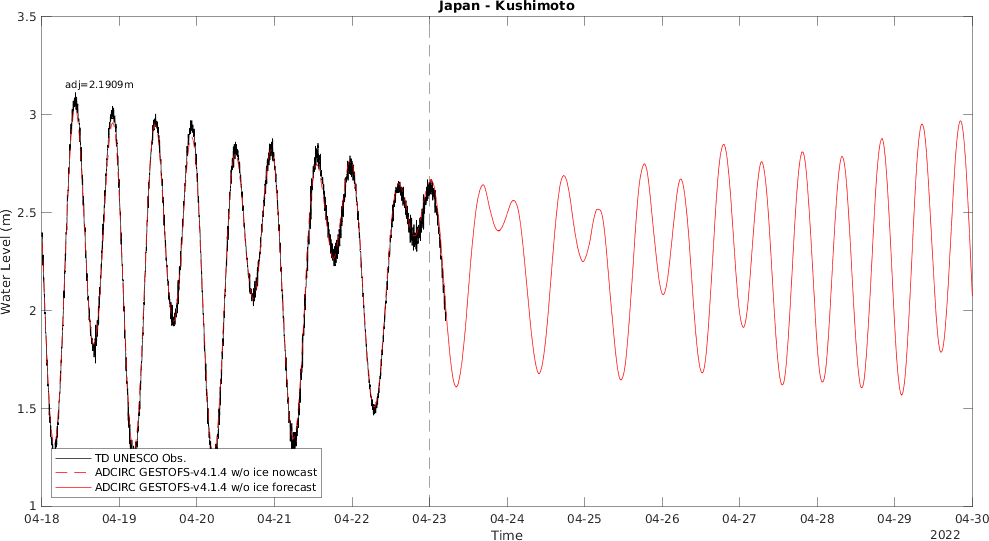 Japan - Kushimoto
3.5
adj=2.1909m
3
2.5
Water Level (m)
2
1.5
TD UNESCO Obs.
ADCIRC GESTOFS-v4.1.4 w/o ice nowcast
ADCIRC GESTOFS-v4.1.4 w/o ice forecast
1
04-18 04-19 04-20 04-21 04-22 04-23 04-24 04-25 04-26 04-27 04-28 04-29 04-30
Time
2022